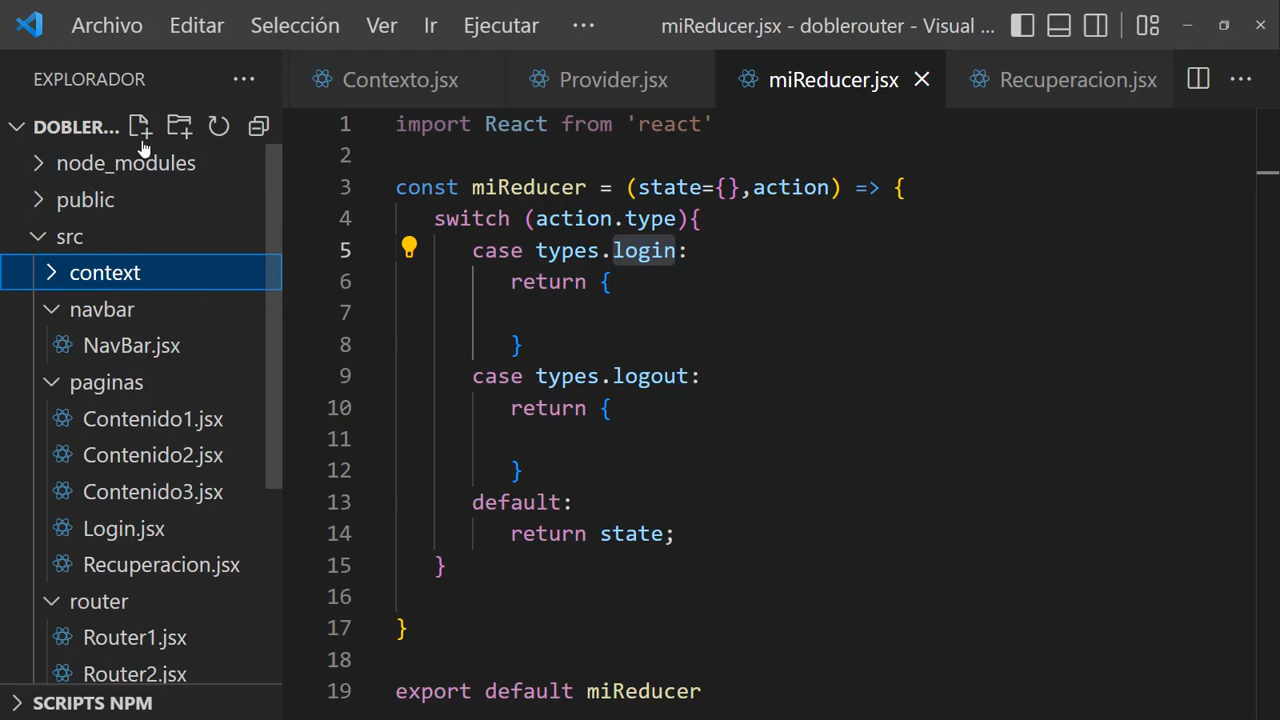 Archivo Editar Selección Ver Ir Ejecutar ··· miReducer.jsx - doblerouter - Visual ...
EXPLORADOR ···
Contexto.jsx Provider.jsx miReducer.jsx Recuperacion.jsx ···
DOBLER...
node_modules
public
src
context
navbar
NavBar.jsx
paginas
Contenido1.jsx
Contenido2.jsx
Contenido3.jsx
Login.jsx
Recuperacion.jsx
router
Router1.jsx
Router2.jsx
SCRIPTS NPM
1 import React from 'react'
2
3 const miReducer = (state={},action) => {
4 switch (action.type){
5 case types.login:
6 return {
7
8 }
9 case types.logout:
10 return {
11
12 }
13 default:
14 return state;
15 }
16
17 }
18
19 export default miReducer